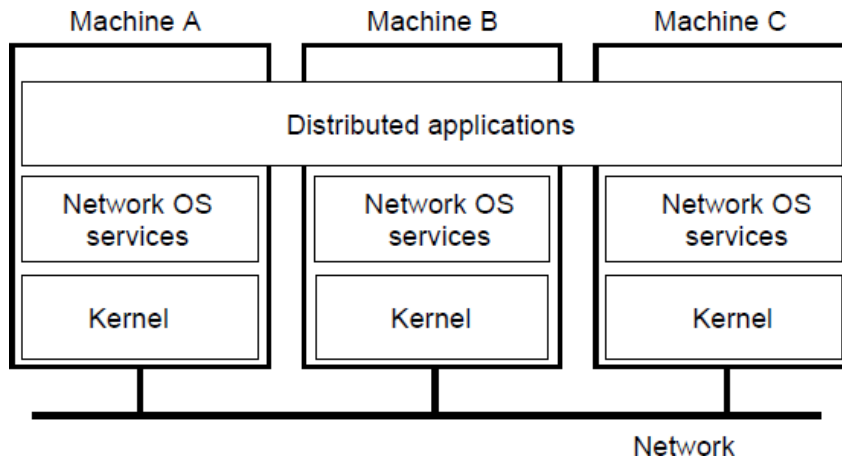 Machine A
Machine B
Machine C
Distributed applications
Network OS
services
Network OS
services
Network OS
services
Kernel
Kernel
Kernel
Network